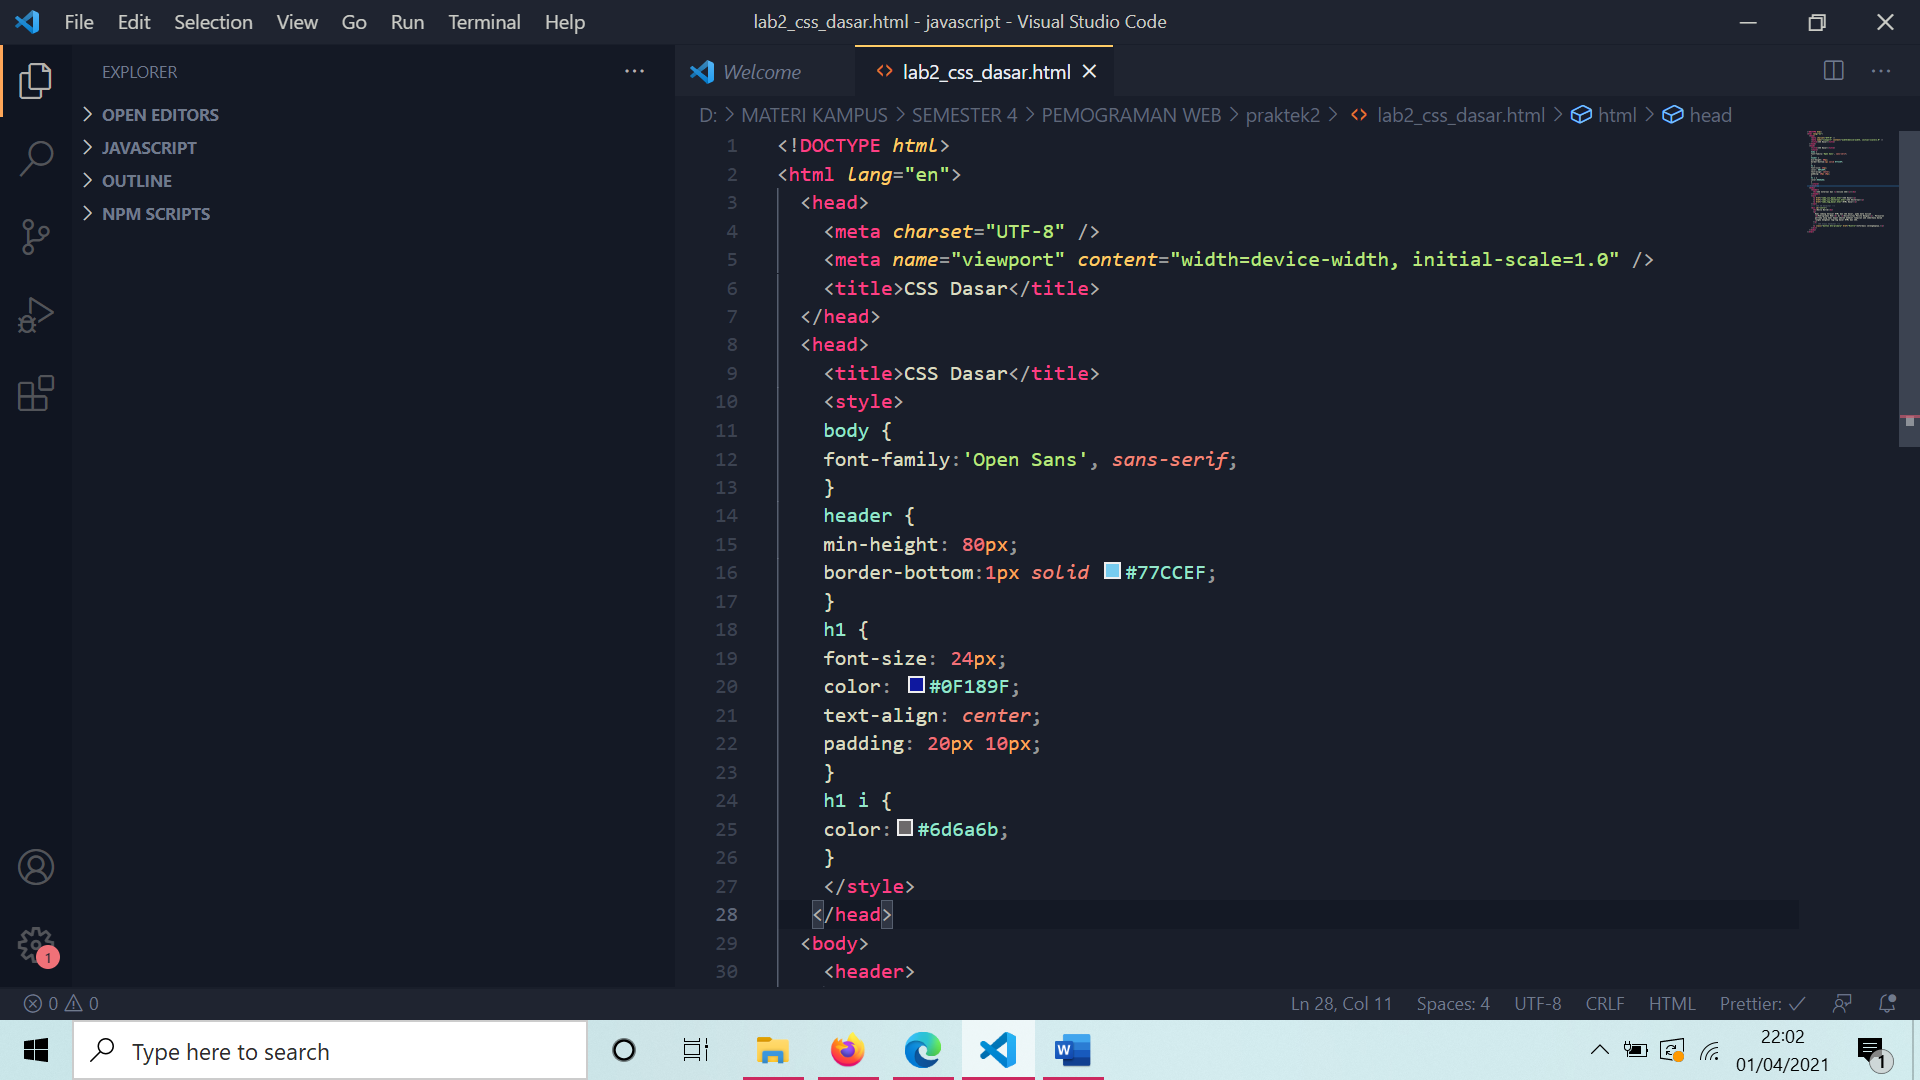 File Edit Selection View Go Run Terminal Help
lab2_css_dasar.html - javascript - Visual Studio Code
EXPLORER
OPEN EDITORS
JAVASCRIPT
OUTLINE
NPM SCRIPTS
1
Welcome
lab2_css_dasar.html
D: > MATERI KAMPUS > SEMESTER 4 > PEMOGRAMAN WEB > praktek2 > lab2_css_dasar.html > html > head
1 <!DOCTYPE html>
2 <html lang="en">
3 <head>
4 <meta charset="UTF-8" />
5 <meta name="viewport" content="width=device-width, initial-scale=1.0" />
6 <title>CSS Dasar</title>
7 </head>
8 <head>
9 <title>CSS Dasar</title>
10 <style>
11 body {
12 font-family:'Open Sans', sans-serif;
13 }
14 header {
15 min-height: 80px;
16 border-bottom:1px solid #77CCEF;
17 }
18 h1 {
19 font-size: 24px;
20 color: #0F189F;
21 text-align: center;
22 padding: 20px 10px;
23 }
24 h1 i {
25 color:#6d6a6b;
26 }
27 </style>
28 </head>
29 <body>
30 <header>
0 0
Ln 28, Col 11 Spaces: 4 UTF-8 CRLF HTML Prettier: ✓
Type here to search
22:02
01/04/2021
1